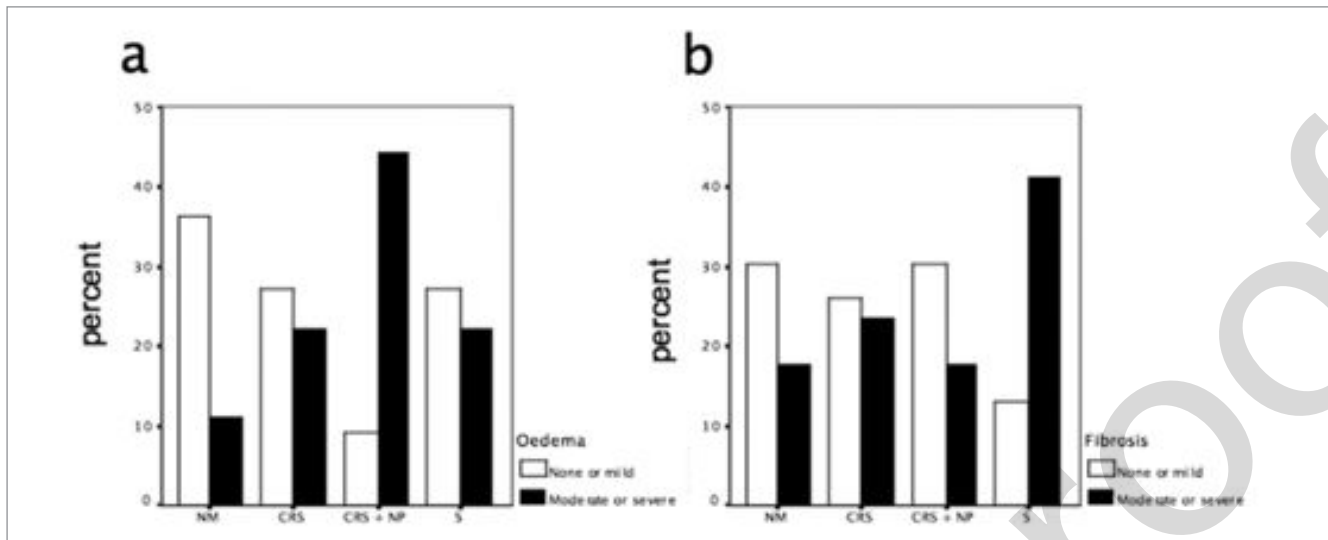 a
50
40
30
20
10
0
percent
NM CRS CRS + NP S
Oedema
None or mild
Moderate or severe
b
50
40
30
20
10
0
percent
NM CRS CRS + NP S
Fibrosis
None or mild
Moderate or severe
roof